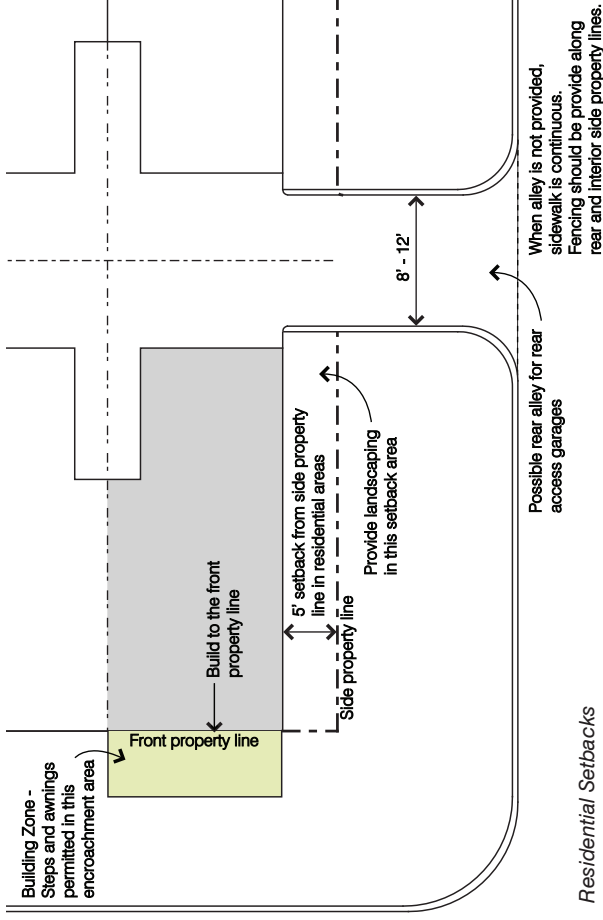 Building Zone -
Steps and awnings
permitted in this
encroachment area
Front property line
Build to the front
property line
5' setback from side property
line in residential areas
Side property line
Provide landscaping
in this setback area
8' - 12'
Possible rear alley for rear
access garages
When alley is not provided,
sidewalk is continuous.
Fencing should be provide along
rear and interior side property lines.
Residential Setbacks